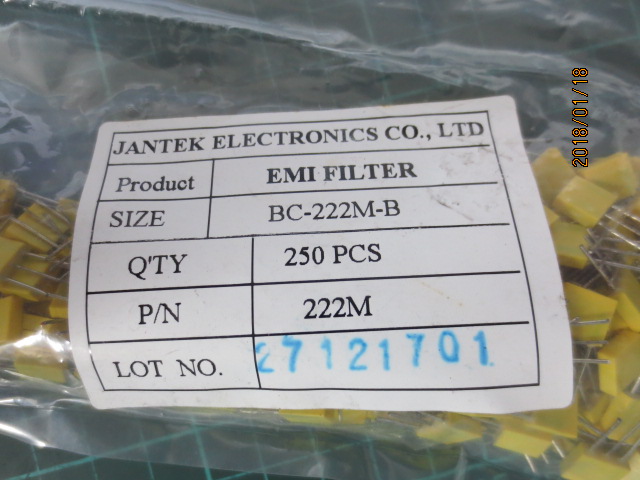 JANTEK ELECTRONICS CO., LTD
Product EMI FILTER
SIZE BC-222M-B
Q'TY 250 PCS
P/N 222M
LOT NO. 27121701
2018/01/18